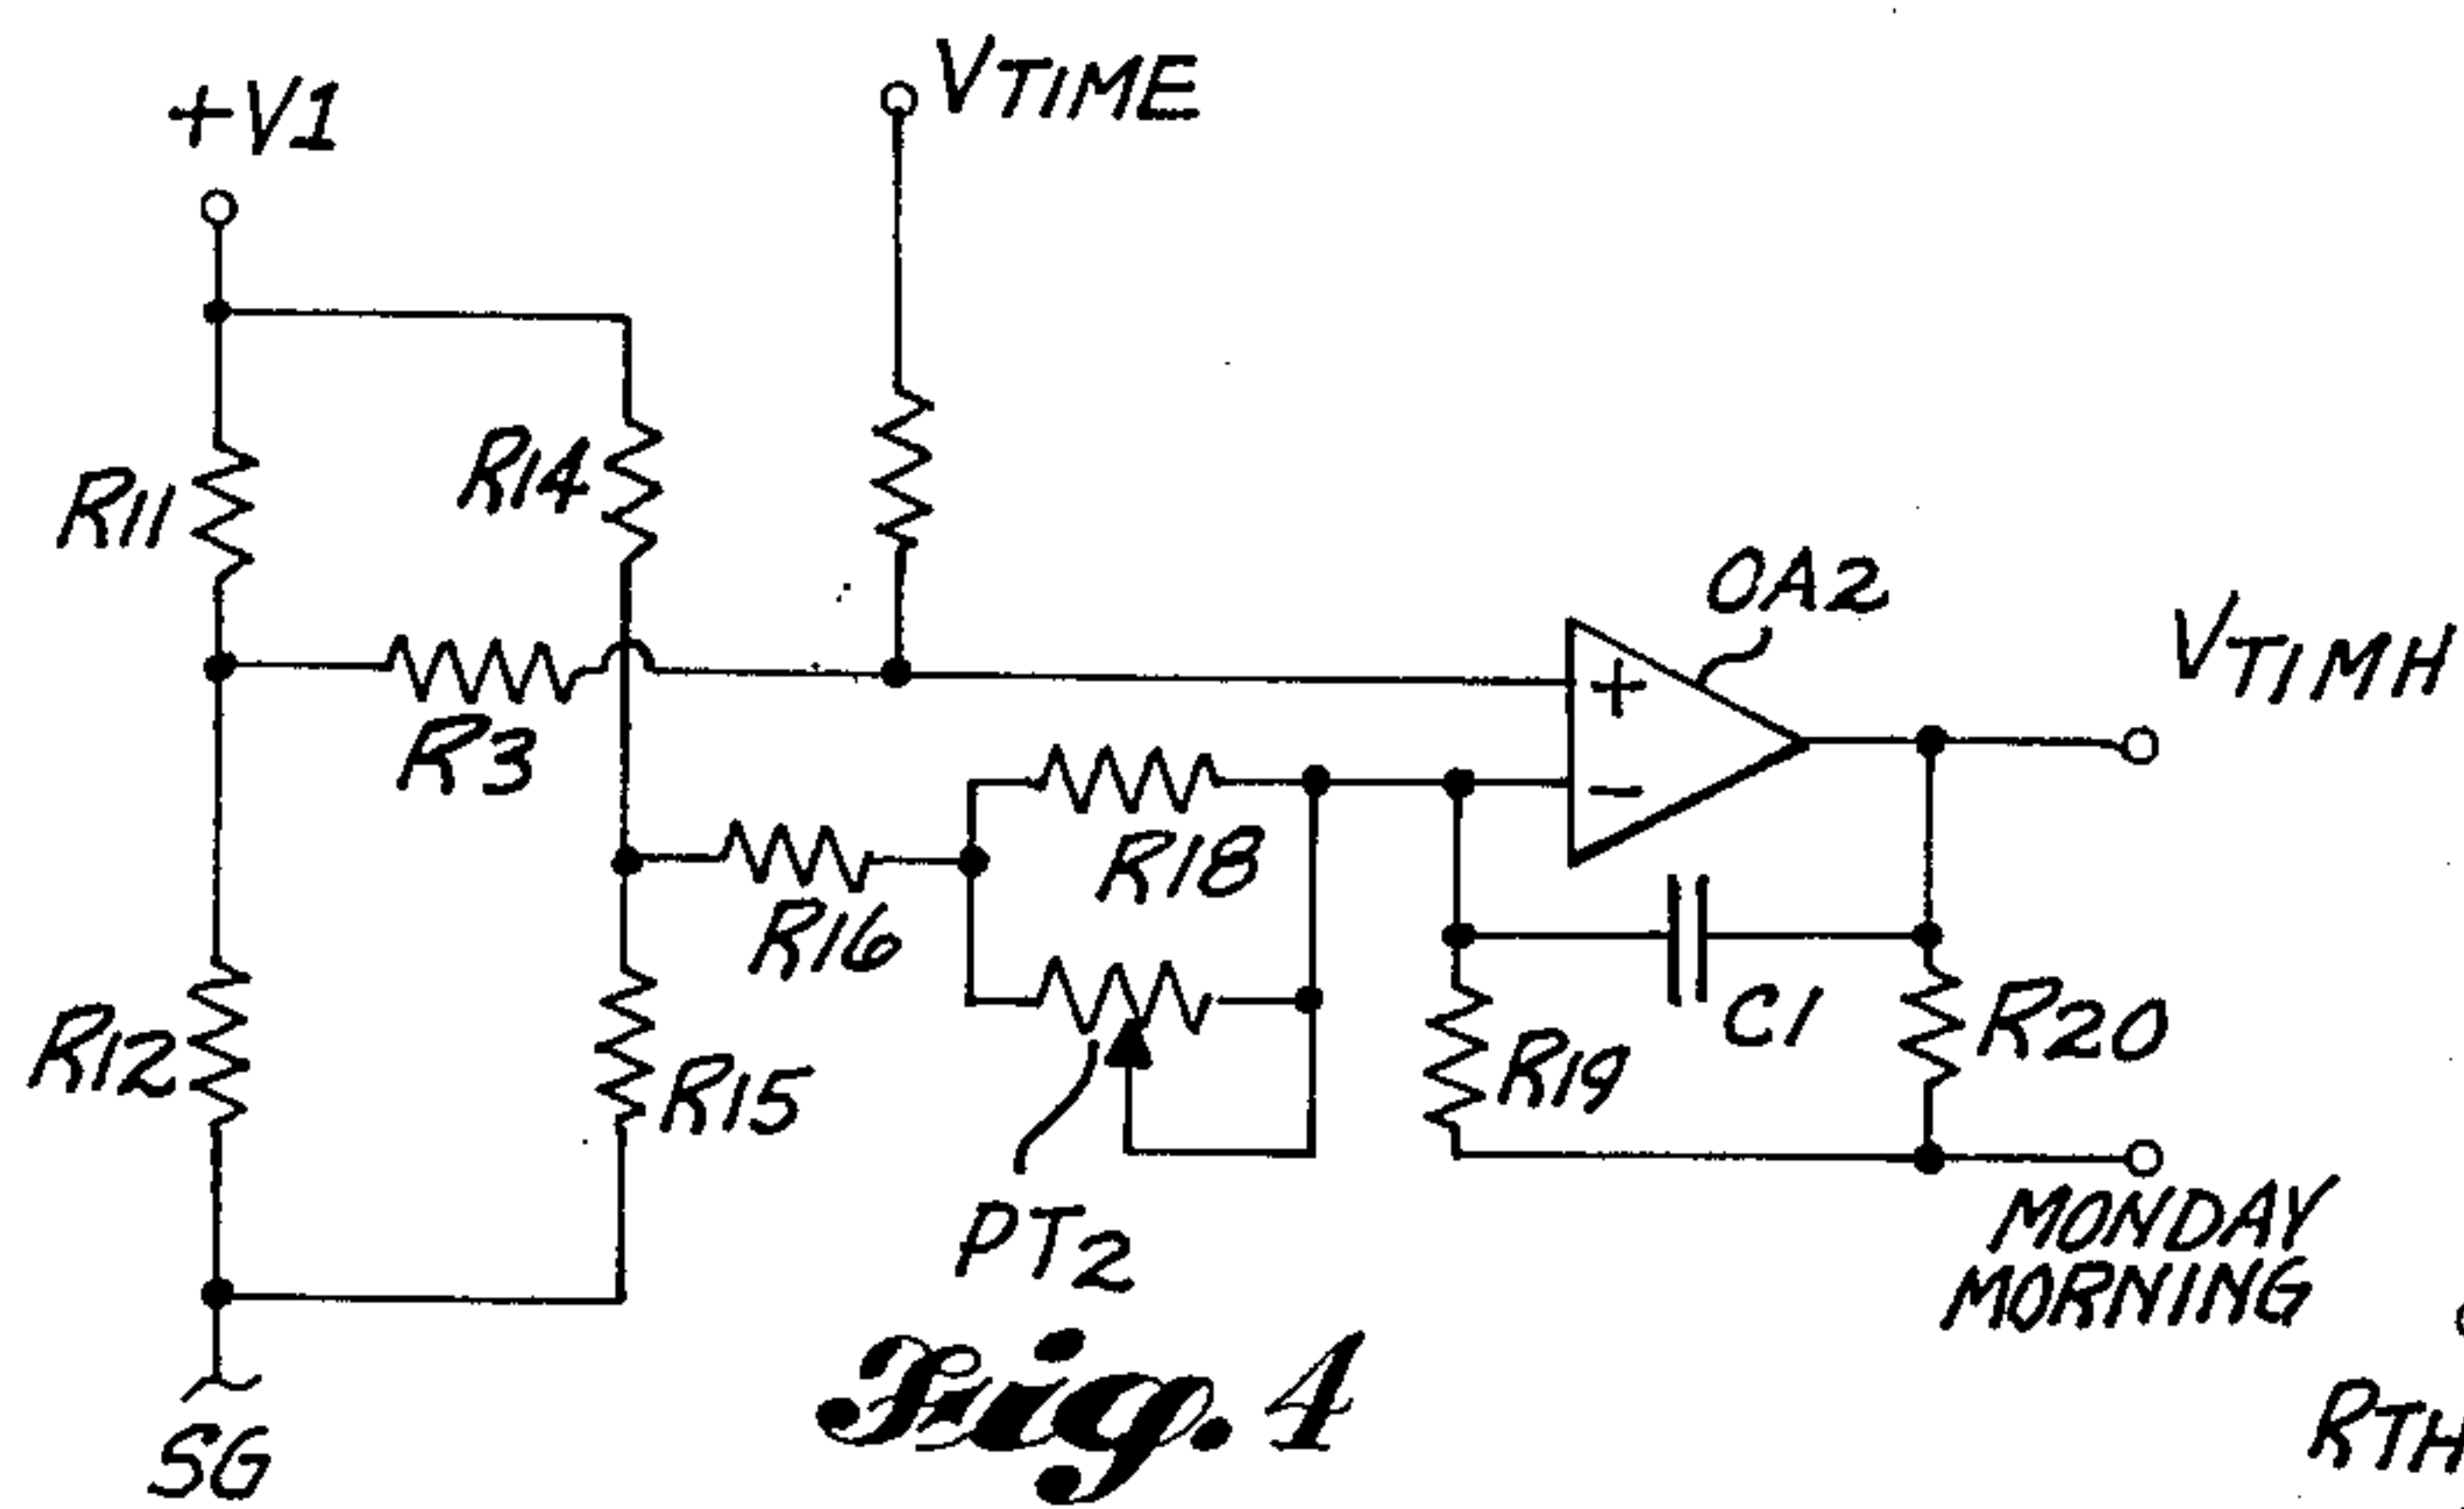 +V1
VTIME
R11
R14
OA2
VTIMH
R3
+
-
R18
R16
R12
R15
R19
C1
R20
PT2
MONDAY
MORNING
Fig. 4
RTH
SG